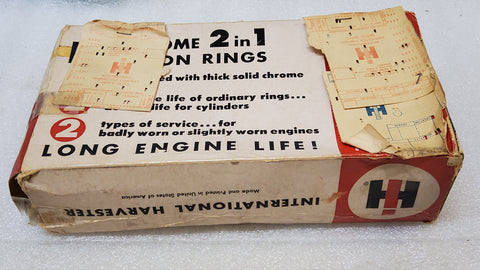 OME 2 in 1
ON RINGS
ed with thick solid chrome
e life of ordinary rings...
life for cylinders
2 types of service...for
badly worn or slightly worn engines
LONG ENGINE LIFE!
Made and Printed in United States of America
INTERNATIONAL HARVESTER
IH